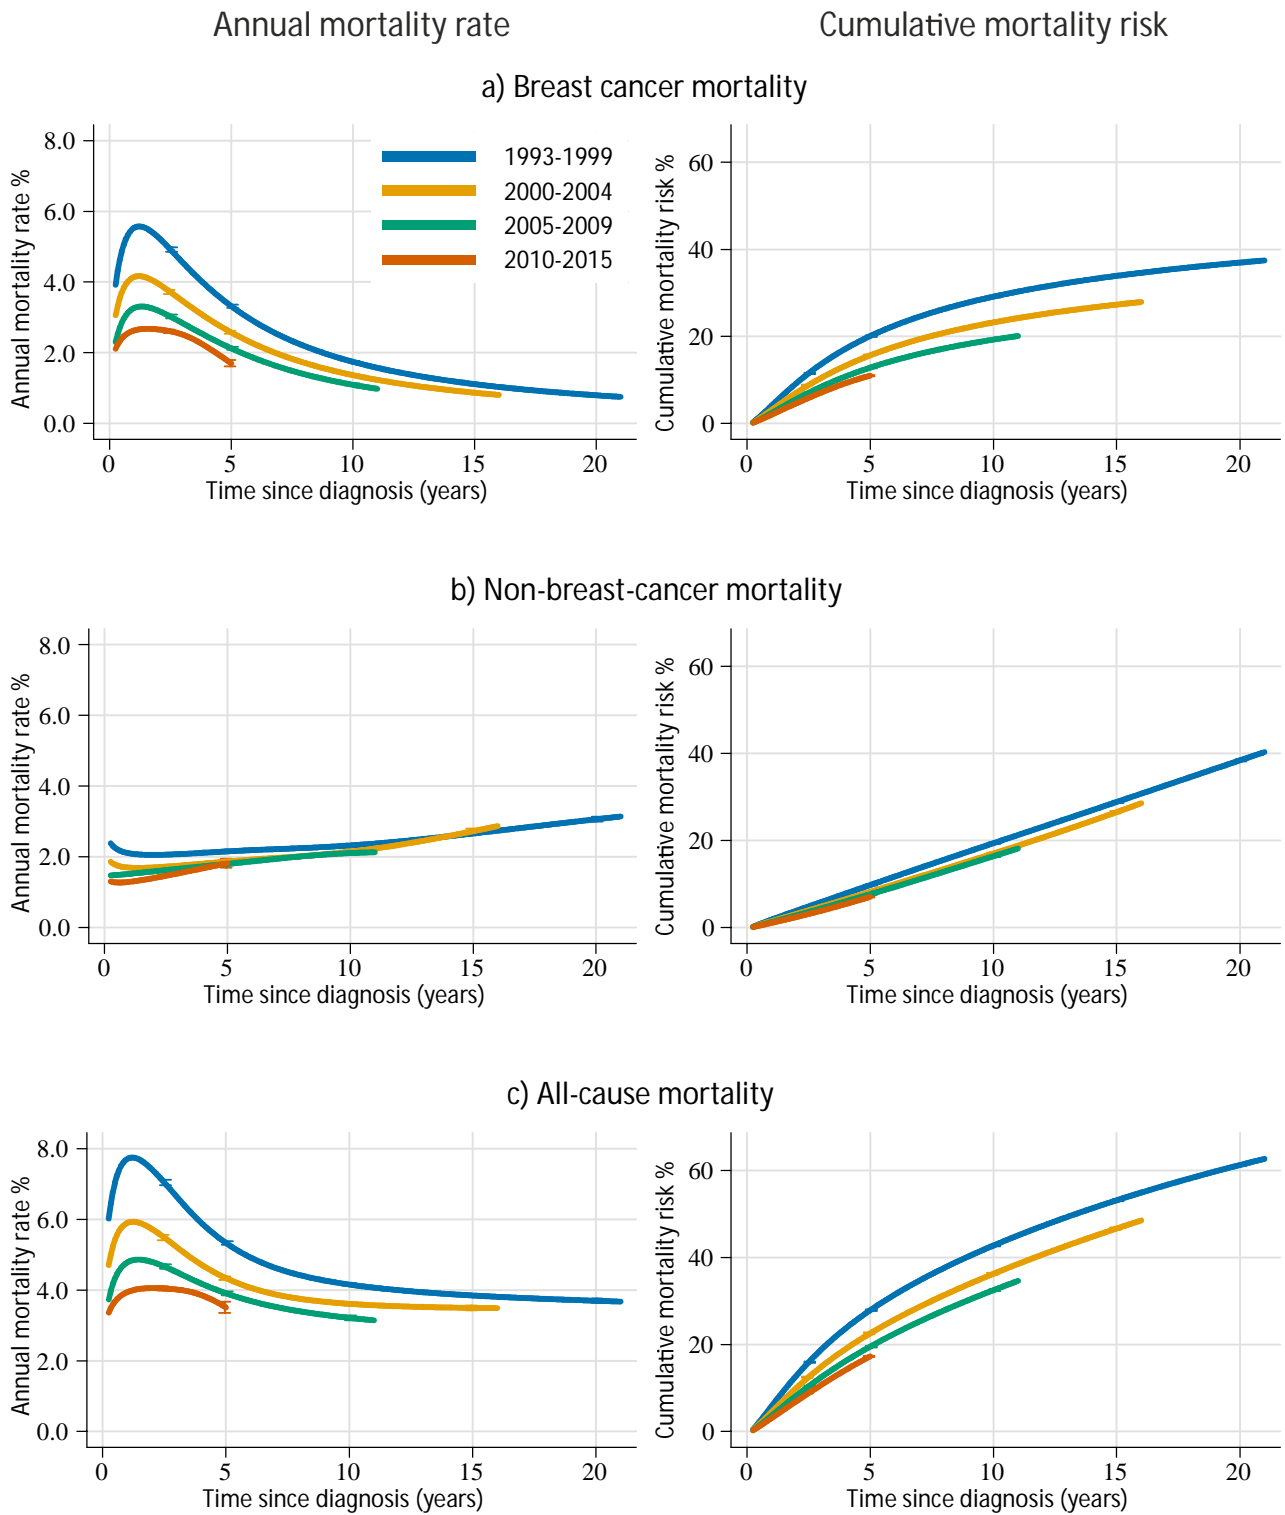 Annual mortality rate Cumulative mortality risk
a) Breast cancer mortality
Annual mortality rate %
8.0
6.0
4.0
2.0
0.0
0 5 10 15 20
Time since diagnosis (years)
1993-1999
2000-2004
2005-2009
2010-2015
Cumulative mortality risk %
60
40
20
0
0 5 10 15 20
Time since diagnosis (years)
b) Non-breast-cancer mortality
Annual mortality rate %
8.0
6.0
4.0
2.0
0.0
0 5 10 15 20
Time since diagnosis (years)
Cumulative mortality risk %
60
40
20
0
0 5 10 15 20
Time since diagnosis (years)
c) All-cause mortality
Annual mortality rate %
8.0
6.0
4.0
2.0
0.0
0 5 10 15 20
Time since diagnosis (years)
Cumulative mortality risk %
60
40
20
0
0 5 10 15 20
Time since diagnosis (years)